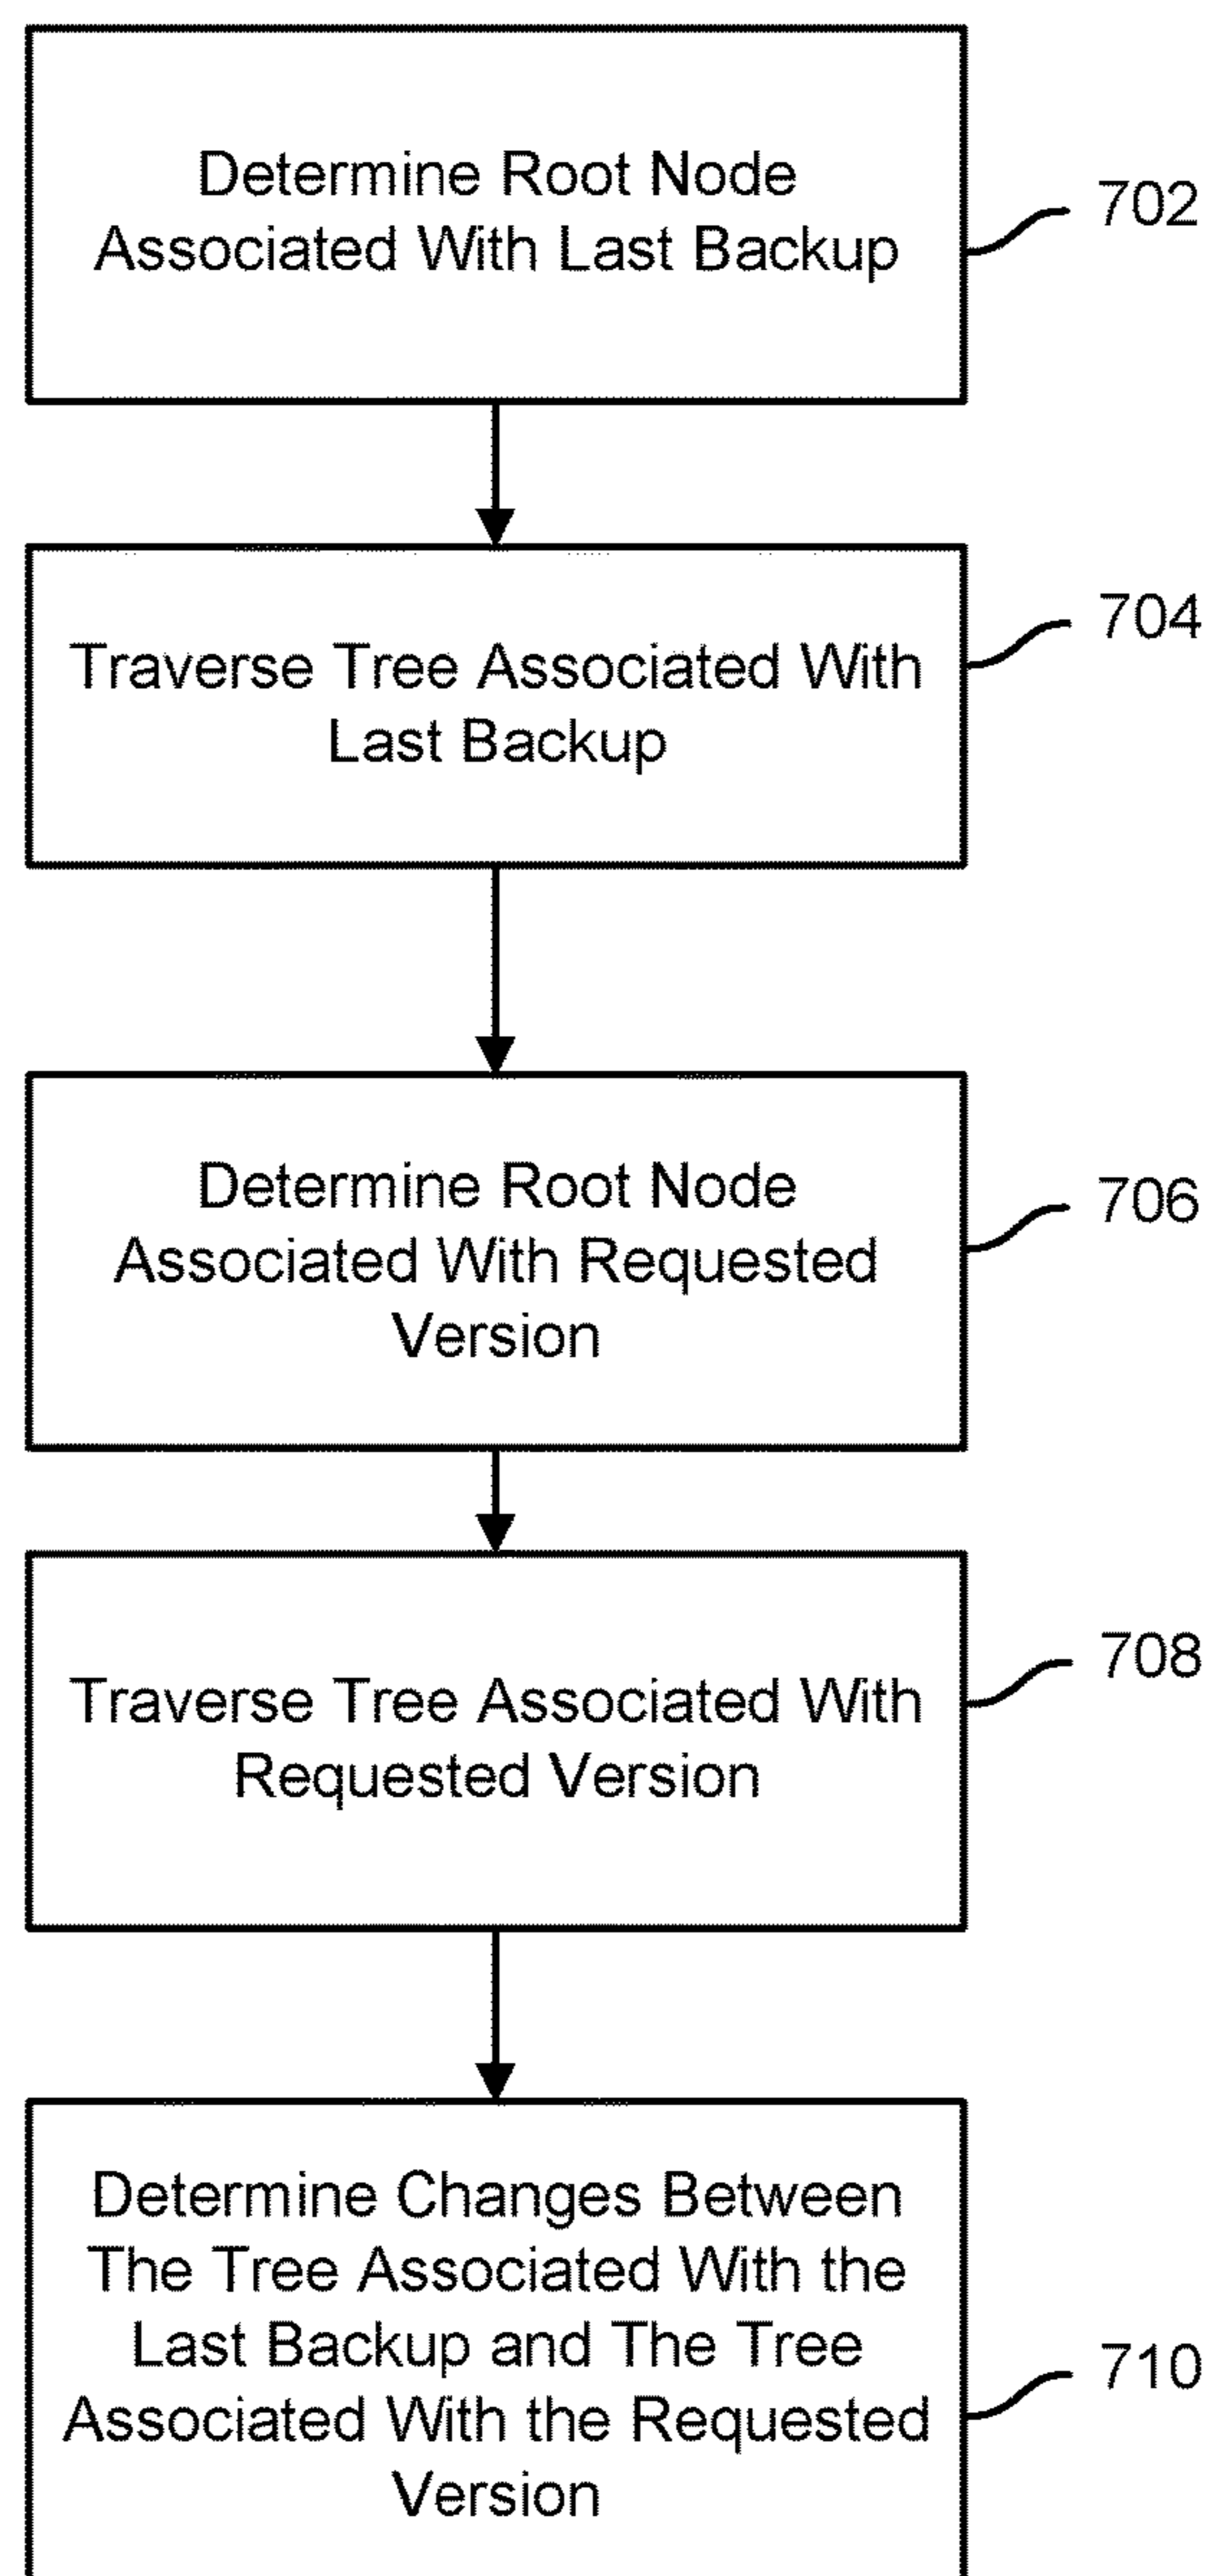 Determine Root Node
Associated With Last Backup
702
Traverse Tree Associated With
Last Backup
704
Determine Root Node
Associated With Requested
Version
706
Traverse Tree Associated With
Requested Version
708
Determine Changes Between
The Tree Associated With the
Last Backup and The Tree
Associated With the Requested
Version
710